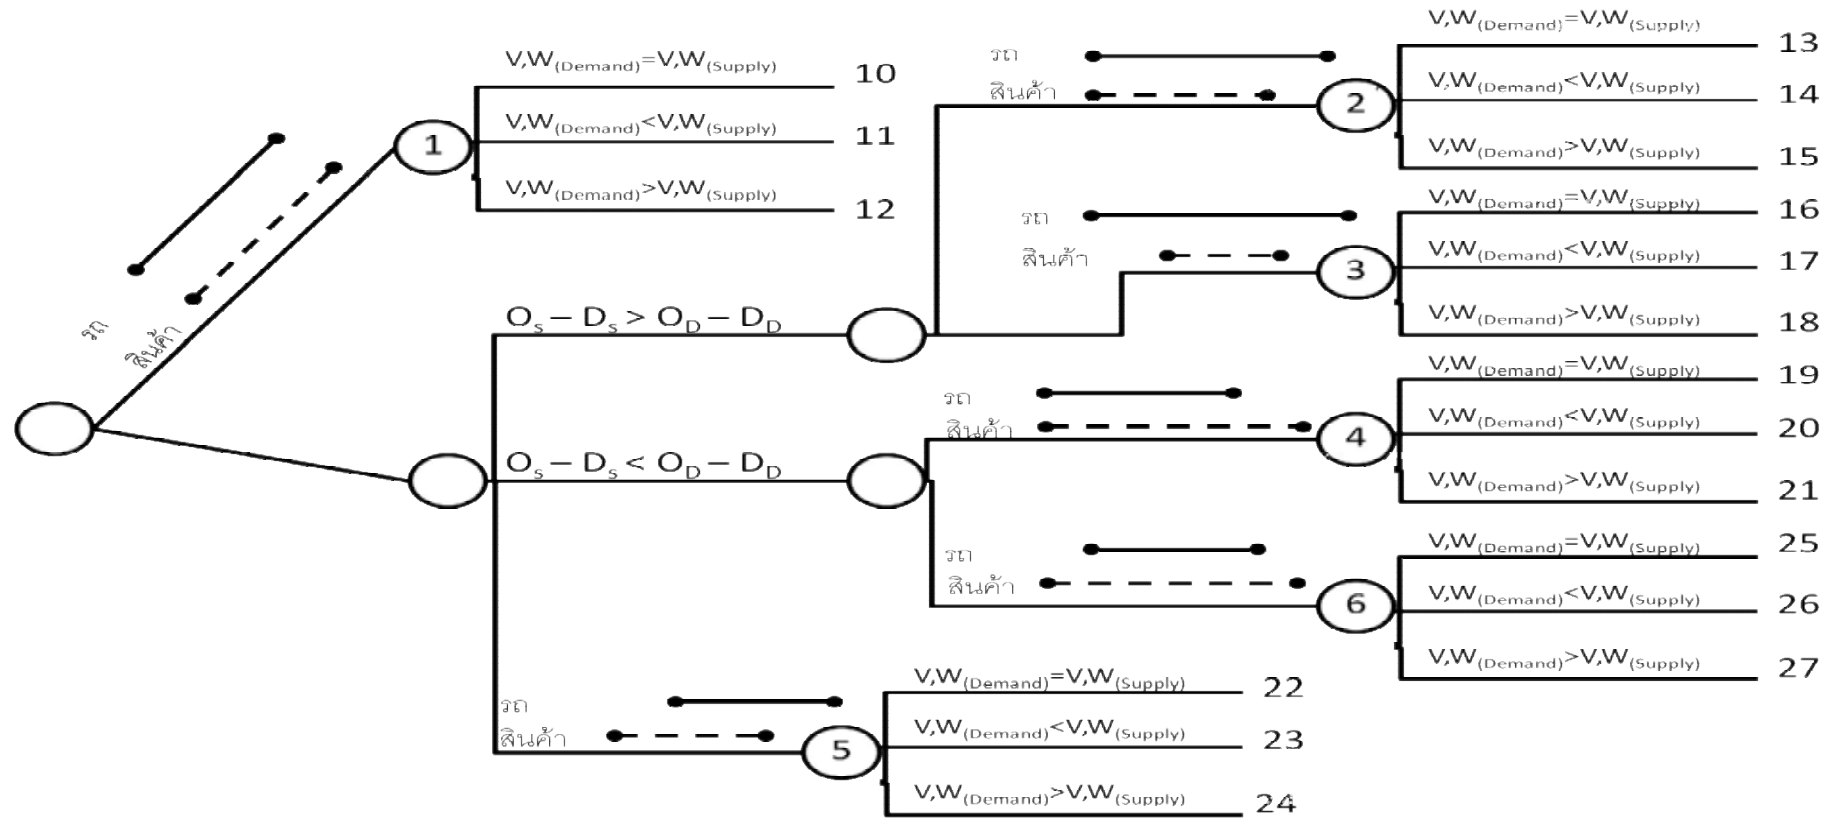 รถ
สินค้า
1
V,W(Demand)=V,W(Supply) 10
V,W(Demand)<V,W(Supply) 11
V,W(Demand)>V,W(Supply) 12
Os – Ds > OD – DD
รถ
สินค้า
2
V,W(Demand)=V,W(Supply) 13
V,W(Demand)<V,W(Supply) 14
V,W(Demand)>V,W(Supply) 15
รถ
สินค้า
3
V,W(Demand)=V,W(Supply) 16
V,W(Demand)<V,W(Supply) 17
V,W(Demand)>V,W(Supply) 18
Os – Ds < OD – DD
รถ
สินค้า
4
V,W(Demand)=V,W(Supply) 19
V,W(Demand)<V,W(Supply) 20
V,W(Demand)>V,W(Supply) 21
รถ
สินค้า
6
V,W(Demand)=V,W(Supply) 25
V,W(Demand)<V,W(Supply) 26
V,W(Demand)>V,W(Supply) 27
รถ
สินค้า
5
V,W(Demand)=V,W(Supply) 22
V,W(Demand)<V,W(Supply) 23
V,W(Demand)>V,W(Supply) 24